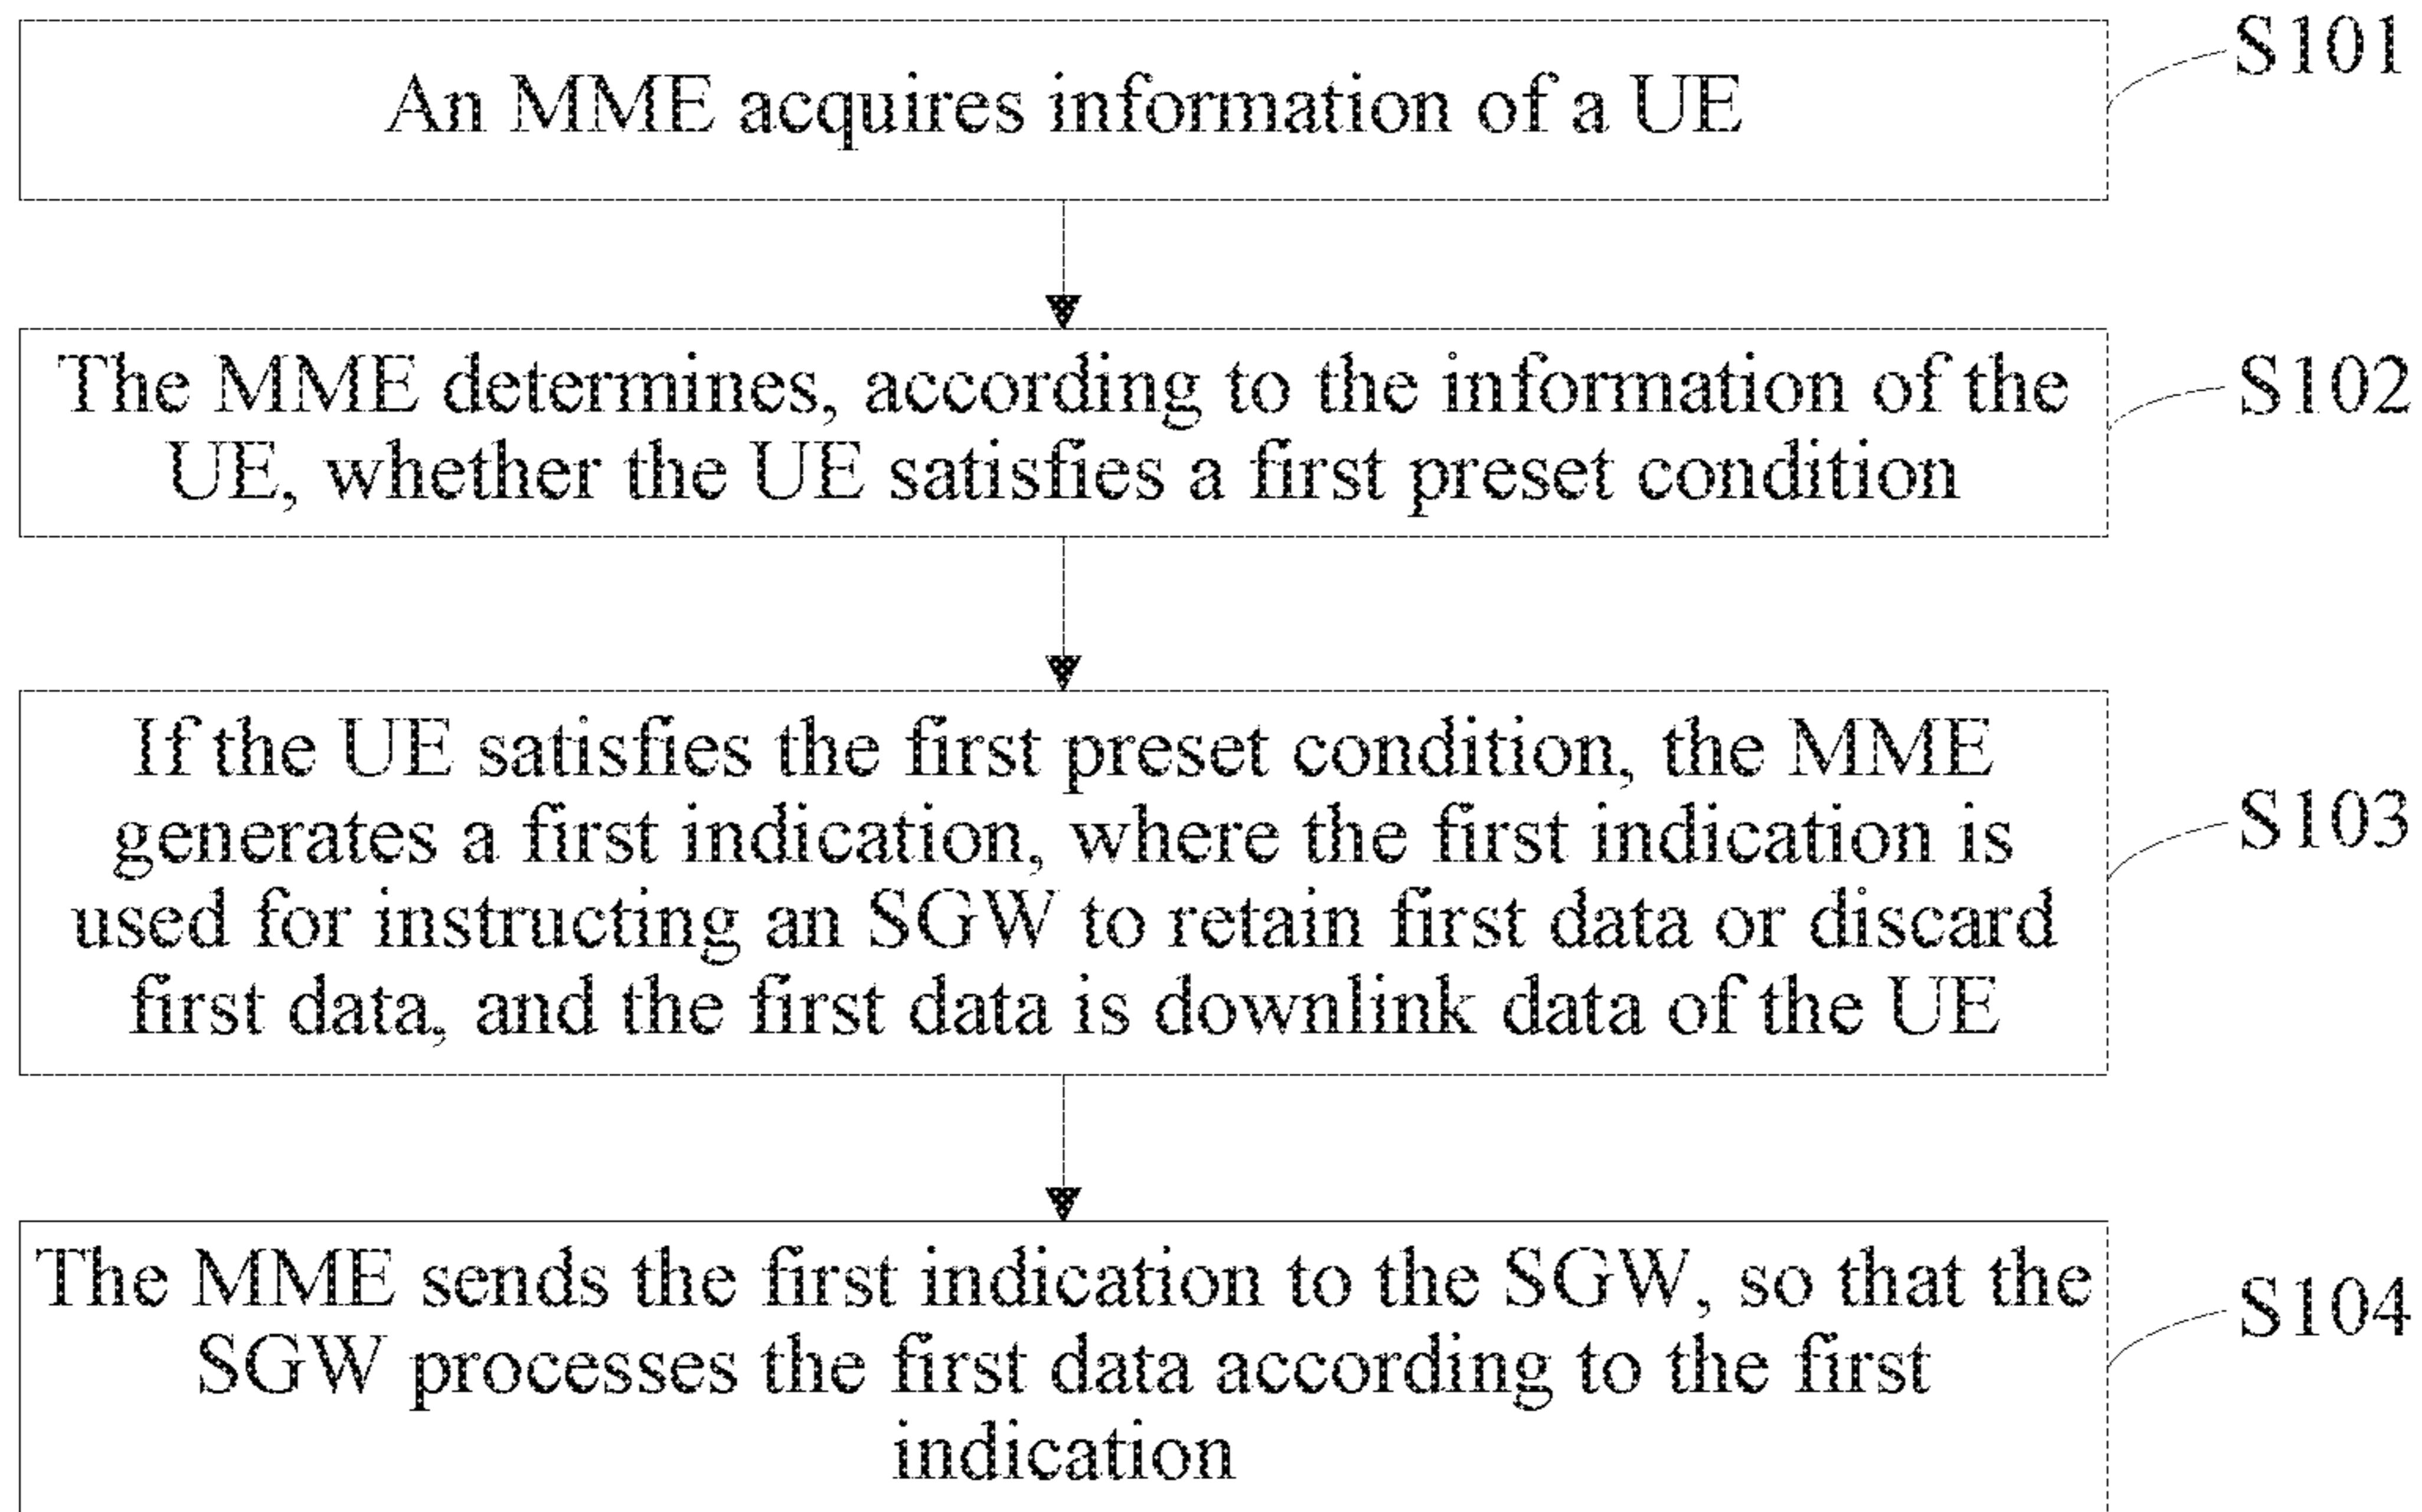 An MME acquires information of a UE
S101
The MME determines, according to the information of the
UE, whether the UE satisfies a first preset condition
S102
If the UE satisfies the first preset condition, the MME
generates a first indication, where the first indication is
used for instructing an SGW to retain first data or discard
first data, and the first data is downlink data of the UE
S103
The MME sends the first indication to the SGW, so that the
SGW processes the first data according to the first
indication
S104